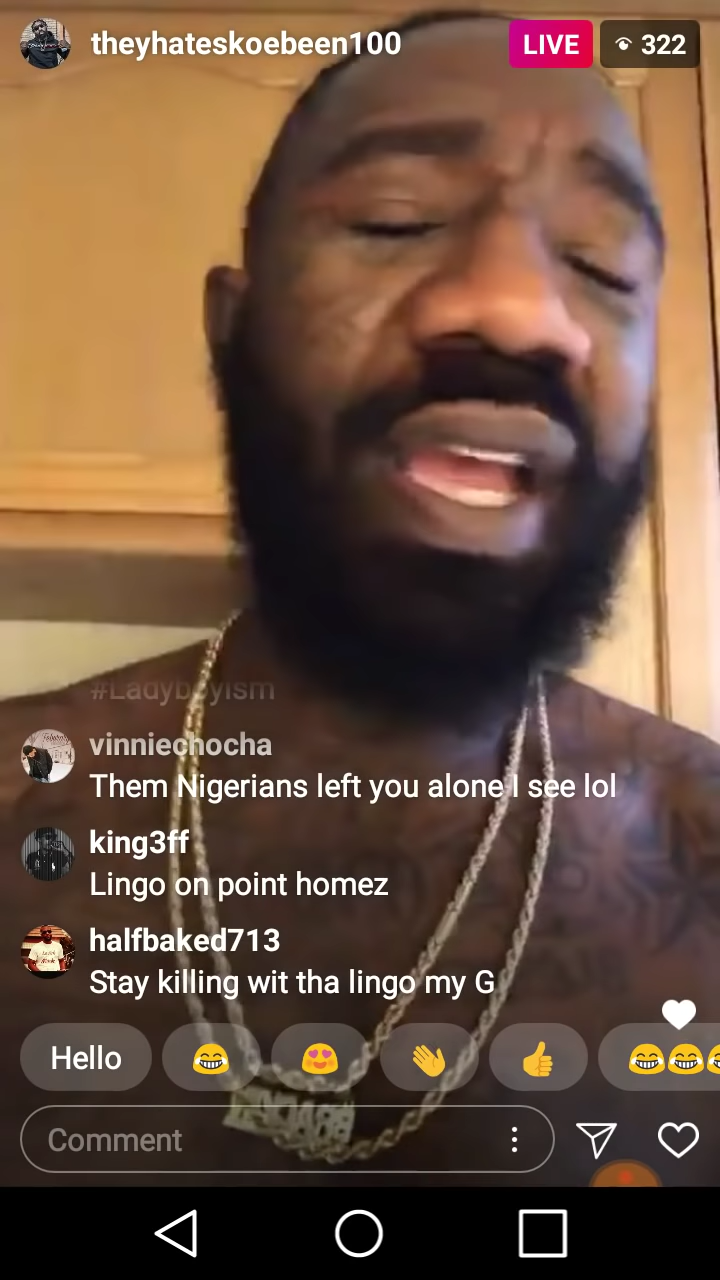 theyhateskoebeen100
LIVE
322
#Ladyboyism
vinniechocha
Them Nigerians left you alone I see lol
king3ff
Lingo on point homez
halfbaked713
Stay killing wit tha lingo my G
Hello
Comment